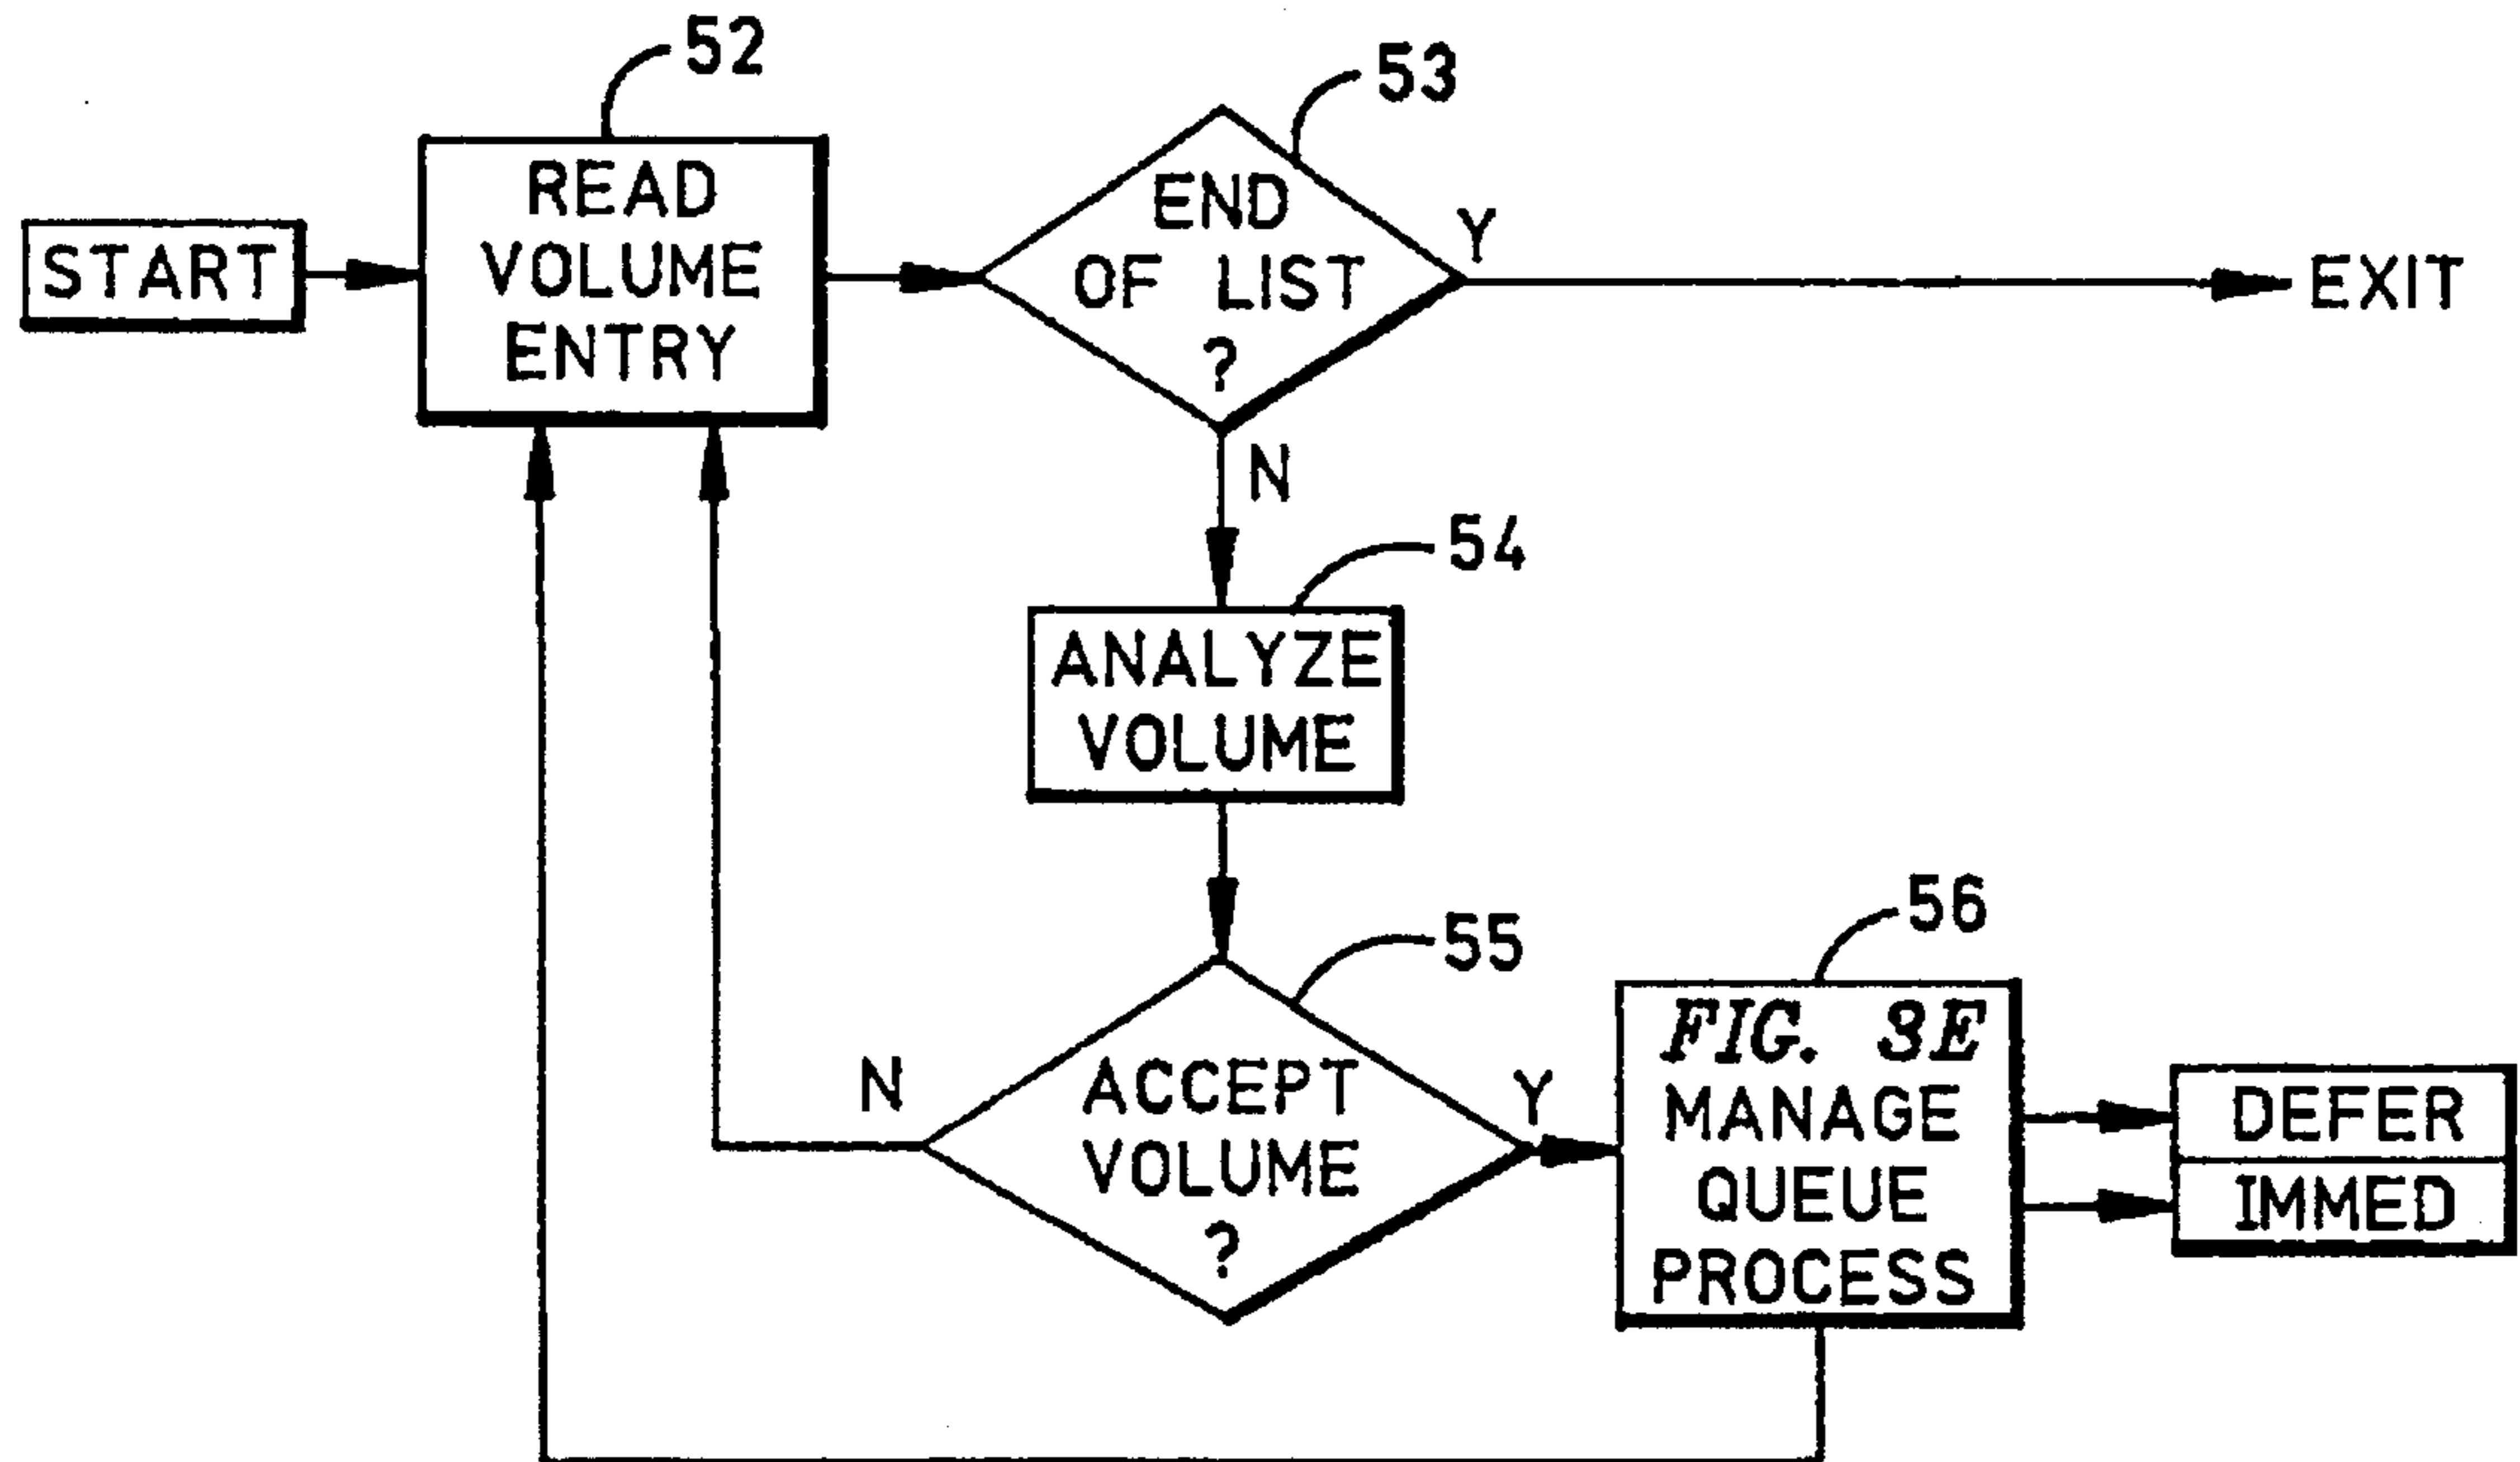 52
53
READ
VOLUME
ENTRY
START
END
OF LIST
?
Y
EXIT
N
54
ANALYZE
VOLUME
55
56
N
ACCEPT
VOLUME
?
Y
FIG. 3E
MANAGE
QUEUE
PROCESS
DEFER
IMMED